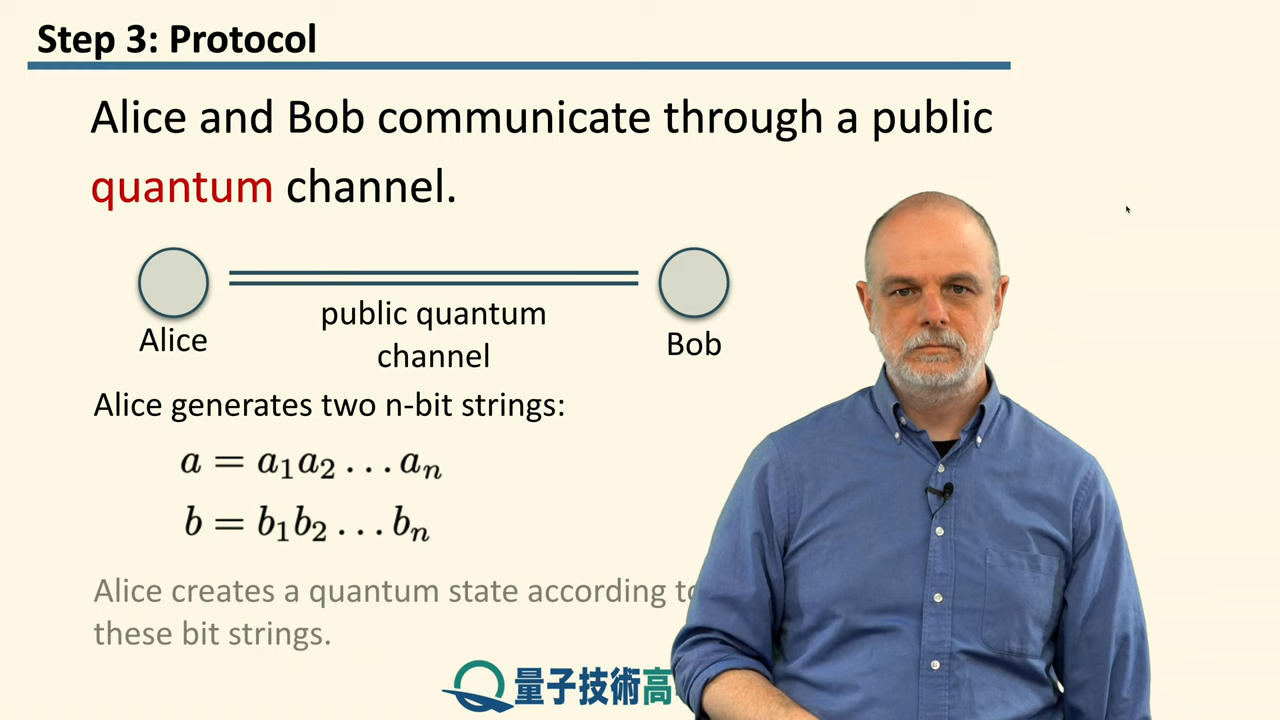 Step 3: Protocol
Alice and Bob communicate through a public
quantum channel.
Alice
public quantum
channel
Bob
Alice generates two n-bit strings:
a = a₁a₂ . . . aₙ
b = b₁b₂ . . . bₙ
Alice creates a quantum state according to
these bit strings.
量子技術高